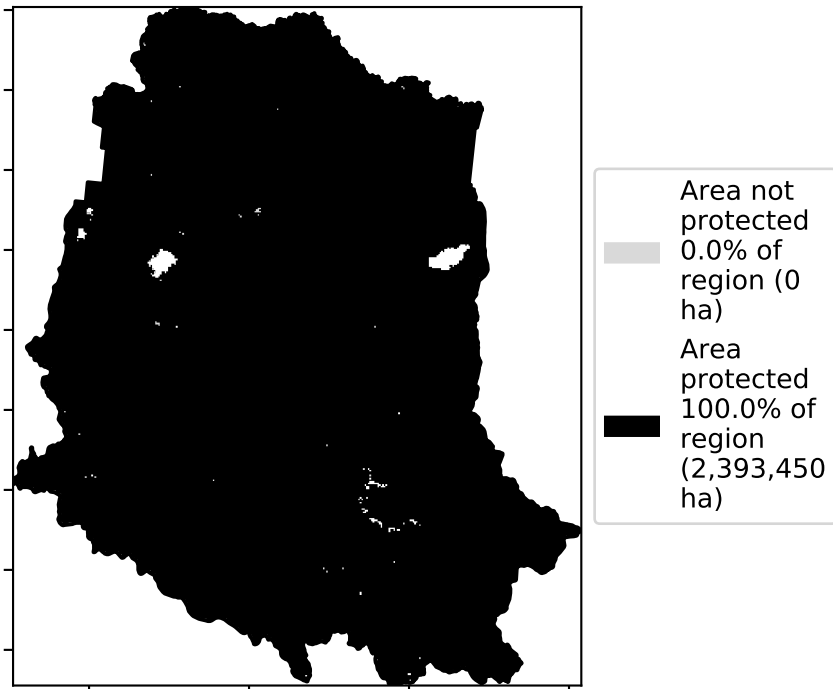 Area not
protected
0.0% of
region (0
ha)
Area
protected
100.0% of
region
(2,393,450
ha)